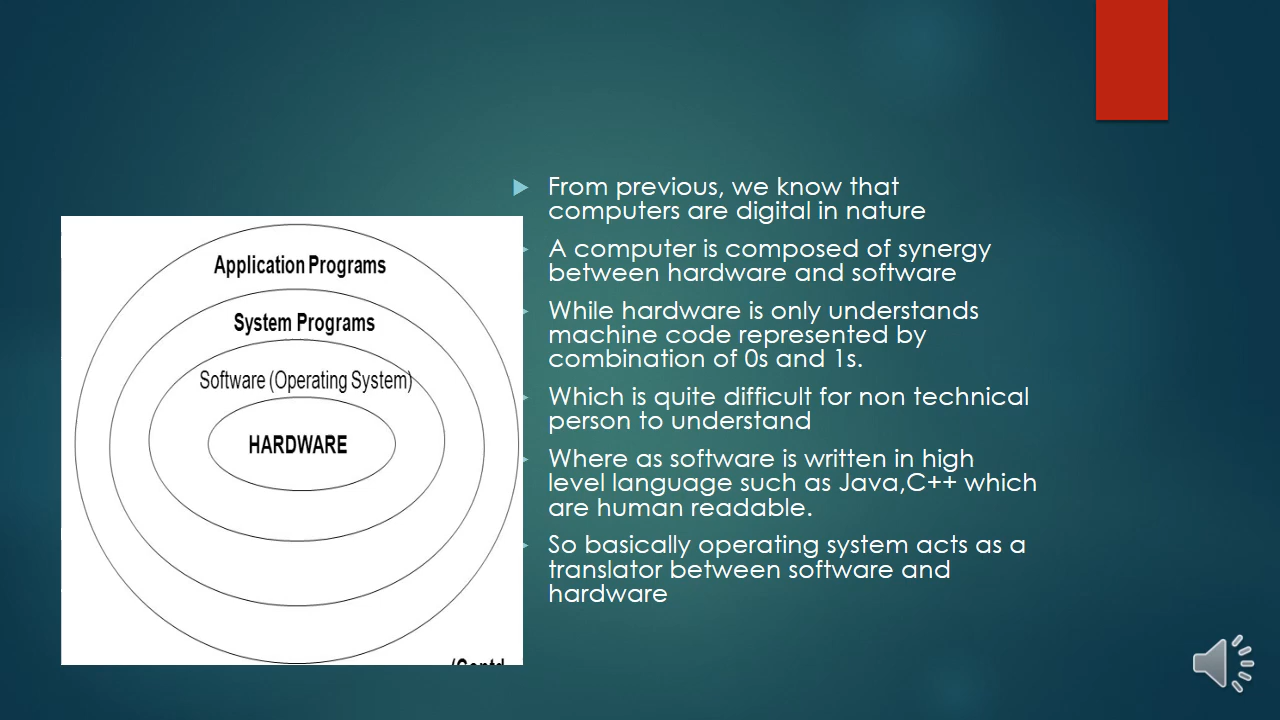 Application Programs
System Programs
Software (Operating System)
HARDWARE
From previous, we know that
computers are digital in nature
A computer is composed of synergy
between hardware and software
While hardware is only understands
machine code represented by
combination of 0s and 1s.
Which is quite difficult for non technical
person to understand
Where as software is written in high
level language such as Java,C++ which
are human readable.
So basically operating system acts as a
translator between software and
hardware